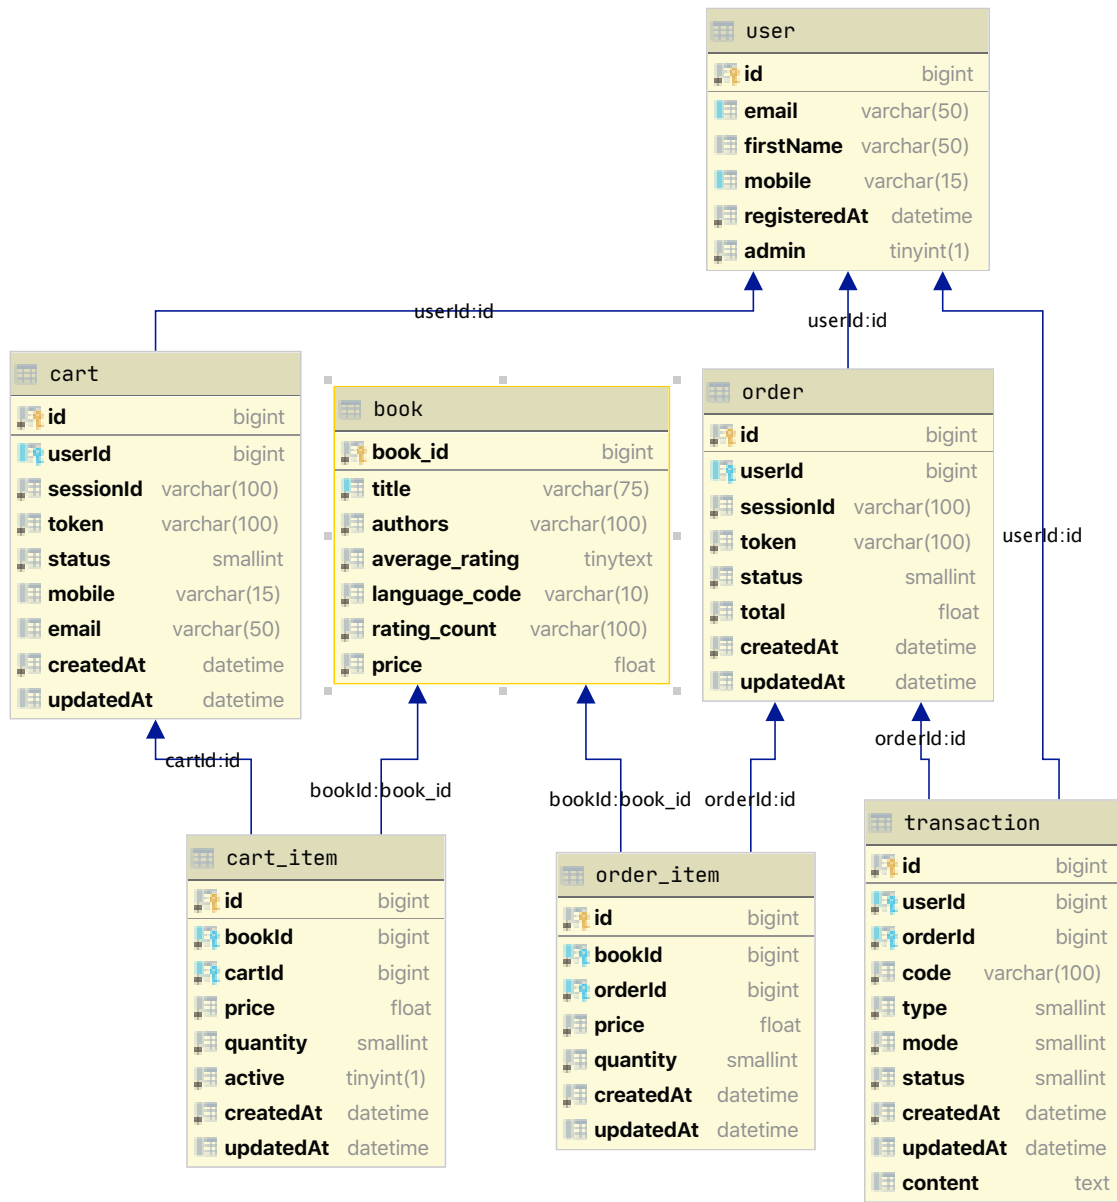 user
id bigint
email varchar(50)
firstName varchar(50)
mobile varchar(15)
registeredAt datetime
admin tinyint(1)
userId:id
userId:id
userId:id
cart
id bigint
userId bigint
sessionId varchar(100)
token varchar(100)
status smallint
mobile varchar(15)
email varchar(50)
createdAt datetime
updatedAt datetime
book
book_id bigint
title varchar(75)
authors varchar(100)
average_rating tinytext
language_code varchar(10)
rating_count varchar(100)
price float
order
id bigint
userId bigint
sessionId varchar(100)
token varchar(100)
status smallint
total float
createdAt datetime
updatedAt datetime
cartId:id
bookId:book_id
bookId:book_id
orderId:id
orderId:id
cart_item
id bigint
bookId bigint
cartId bigint
price float
quantity smallint
active tinyint(1)
createdAt datetime
updatedAt datetime
order_item
id bigint
bookId bigint
orderId bigint
price float
quantity smallint
createdAt datetime
updatedAt datetime
transaction
id bigint
userId bigint
orderId bigint
code varchar(100)
type smallint
mode smallint
status smallint
createdAt datetime
updatedAt datetime
content text